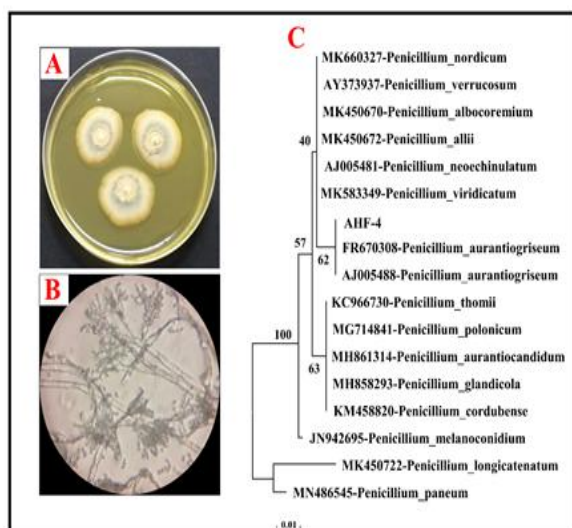 A
B
C
MK660327-Penicillium_nordicum
AY373937-Penicillium_verrucosum
MK450670-Penicillium_albocoremium
40
MK450672-Penicillium_allii
AJ005481-Penicillium_neoechinulatum
MK583349-Penicillium_viridicatum
AHF-4
57
FR670308-Penicillium_aurantiogriseum
62
AJ005488-Penicillium_aurantiogriseum
KC966730-Penicillium_thomii
MG714841-Penicillium_polonicum
100
MH861314-Penicillium_aurantiocandidum
63
MH858293-Penicillium_glandicola
KM458820-Penicillium_cordubense
JN942695-Penicillium_melanoconidium
MK450722-Penicillium_longicatenatum
MN486545-Penicillium_paneum
0.01